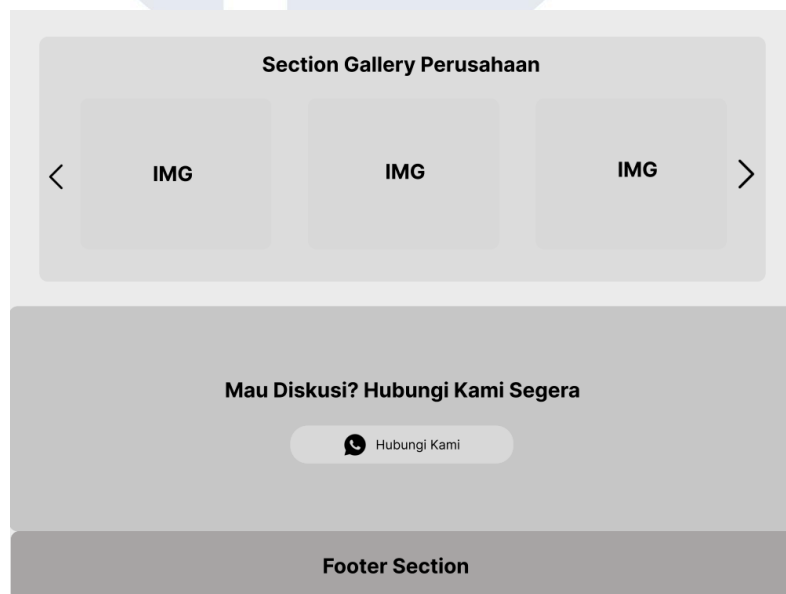 Section Gallery Perusahaan
IMG
IMG
IMG
Mau Diskusi? Hubungi Kami Segera
Hubungi Kami
Footer Section